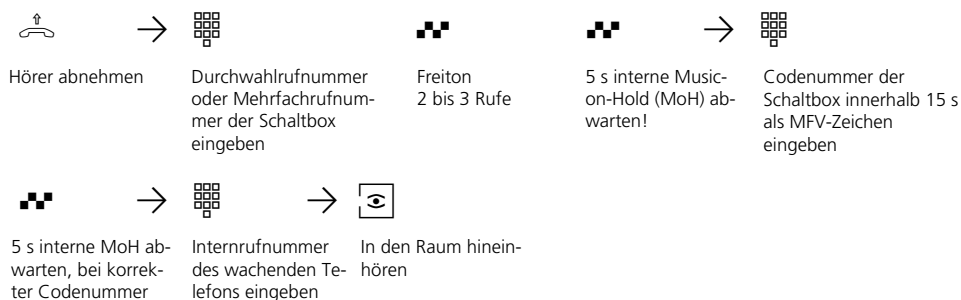 Hörer abnehmen
Durchwahlrufnummer
oder Mehrfachrufnum-
mer der Schaltbox
eingeben
Freiton
2 bis 3 Rufe
5 s interne Music-
on-Hold (MoH) ab-
warten!
Codenummer der
Schaltbox innerhalb 15 s
als MFV-Zeichen
eingeben
5 s interne MoH ab-
warten, bei korrek-
ter Codenummer
Internrufnummer
des wachenden Te-
lefons eingeben
In den Raum hinein-
hören